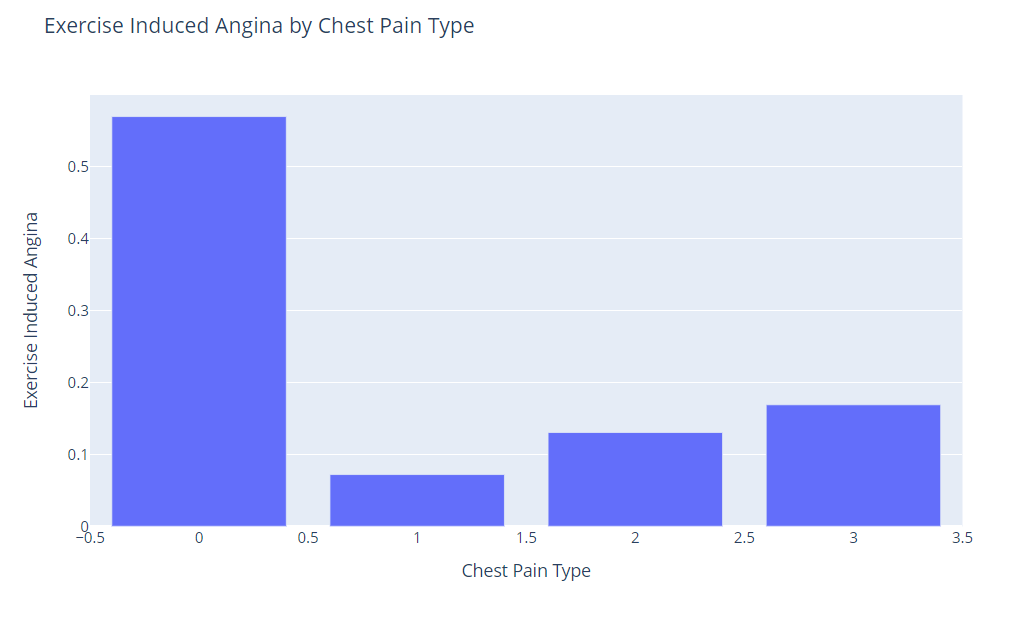 Exercise Induced Angina by Chest Pain Type
Exercise Induced Angina
0.5
0.4
0.3
0.2
0.1
0
−0.5 0 0.5 1 1.5 2 2.5 3 3.5
Chest Pain Type